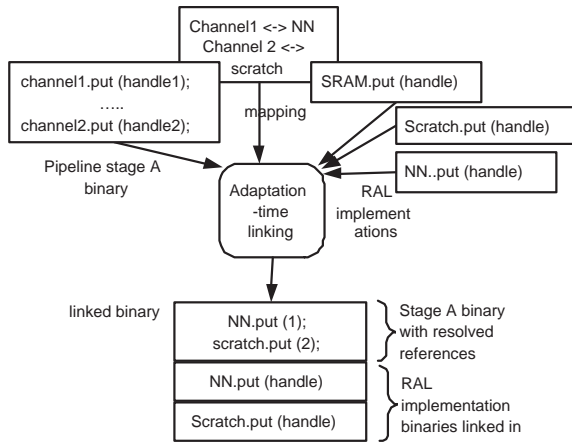 Channel1 <-> NN
Channel 2 <->
scratch
channel1.put (handle1);
…..
channel2.put (handle2);
SRAM.put (handle)
mapping
Scratch.put (handle)
NN..put (handle)
Pipeline stage A
binary
Adaptation
-time
linking
RAL
implement
ations
linked binary
NN.put (1);
scratch.put (2);
Stage A binary
with resolved
references
NN.put (handle)
Scratch.put (handle)
RAL
implementation
binaries linked in